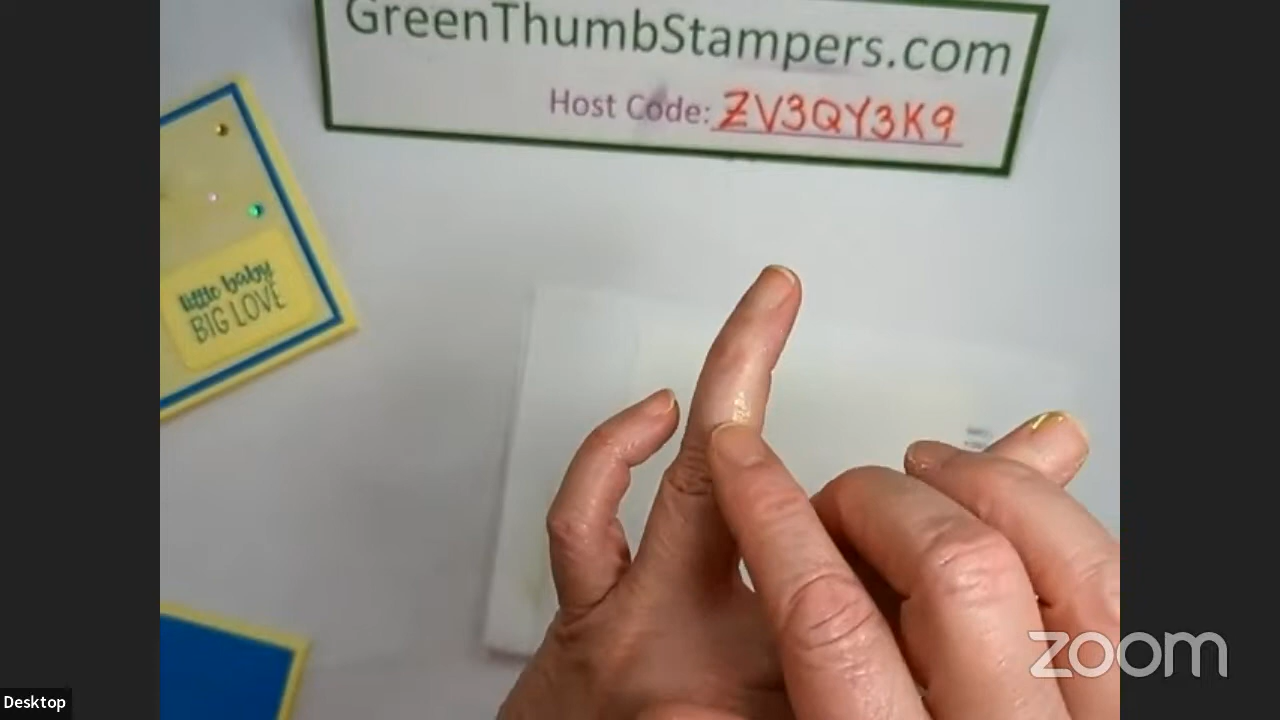 GreenThumbStampers.com
Host Code: ZV3QY3K9
little baby
BIG LOVE
zoom
Desktop